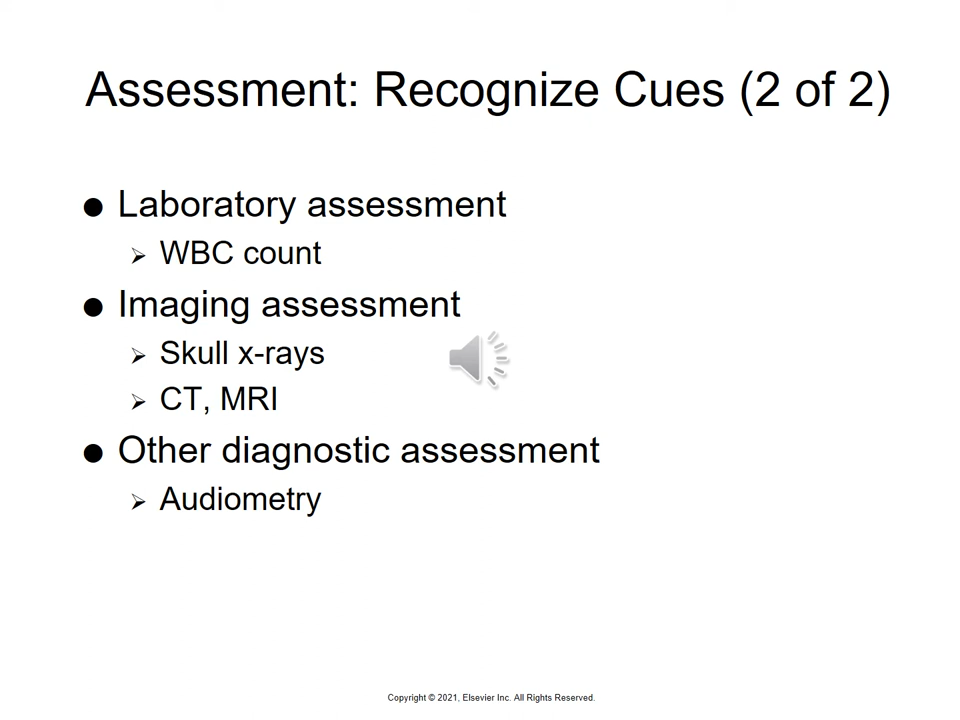 Assessment: Recognize Cues (2 of 2)
● Laboratory assessment
➢ WBC count
● Imaging assessment
➢ Skull x-rays
➢ CT, MRI
● Other diagnostic assessment
➢ Audiometry
Copyright © 2021, Elsevier Inc. All Rights Reserved.